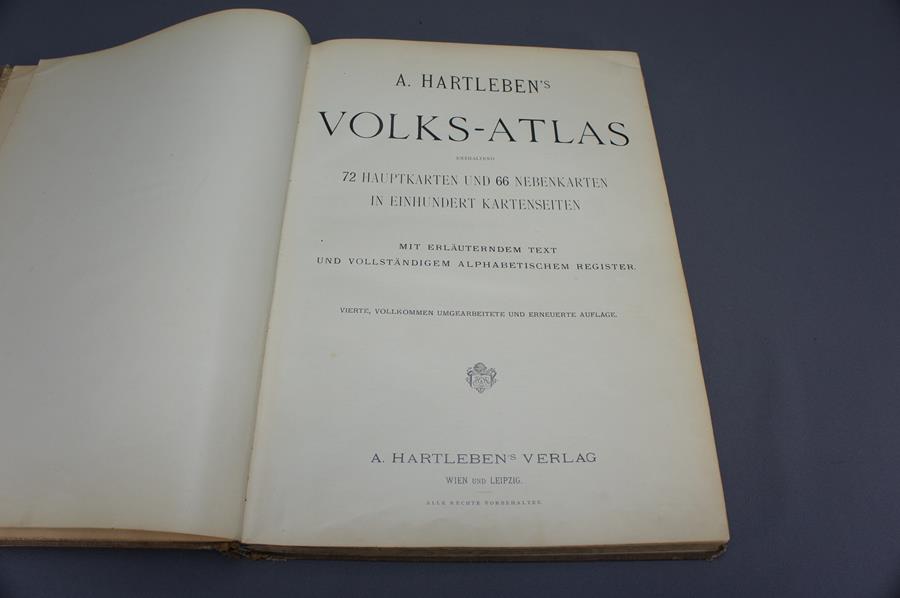 A. HARTLEBEN'S
VOLKS-ATLAS
ENTHALTEND
72 HAUPTKARTEN UND 66 NEBENKARTEN
IN EINHUNDERT KARTENSEITEN
MIT ERLÄUTERNDEM TEXT
UND VOLLSTÄNDIGEM ALPHABETISCHEM REGISTER.
VIERTE, VOLLKOMMEN UMGEARBEITETE UND ERNEUERTE AUFLAGE.
A. HARTLEBEN'S VERLAG
WIEN UND LEIPZIG.
ALLE RECHTE VORBEHALTEN.